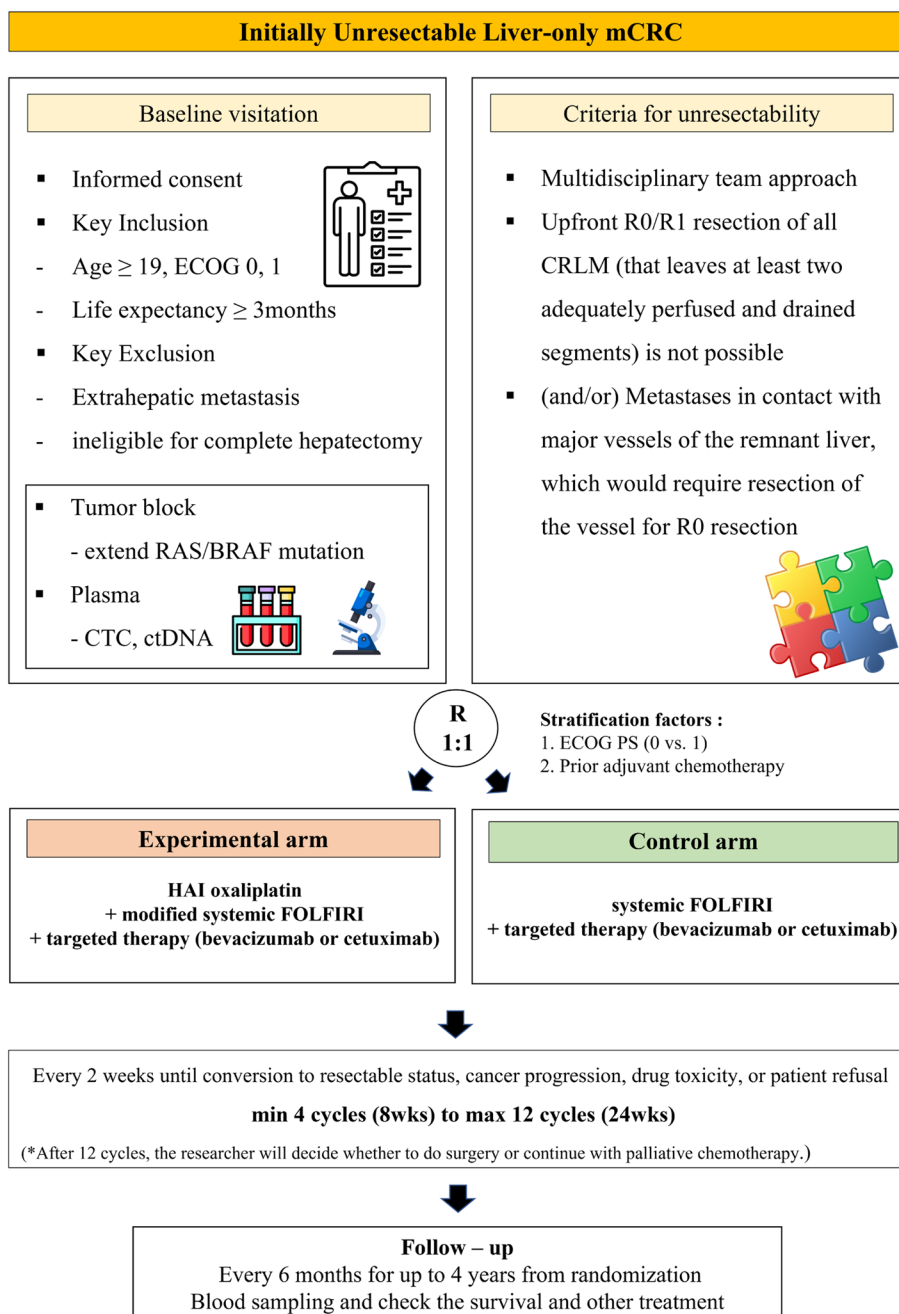 Initially Unresectable Liver-only mCRC
Baseline visitation
▪ Informed consent
▪ Key Inclusion
- Age ≥ 19, ECOG 0, 1
- Life expectancy ≥ 3months
▪ Key Exclusion
- Extrahepatic metastasis
- ineligible for complete hepatectomy
▪ Tumor block
- extend RAS/BRAF mutation
▪ Plasma
- CTC, ctDNA
Criteria for unresectability
▪ Multidisciplinary team approach
▪ Upfront R0/R1 resection of all
CRLM (that leaves at least two
adequately perfused and drained
segments) is not possible
▪ (and/or) Metastases in contact with
major vessels of the remnant liver,
which would require resection of
the vessel for R0 resection
R
1:1
Stratification factors :
1. ECOG PS (0 vs. 1)
2. Prior adjuvant chemotherapy
Experimental arm
HAI oxaliplatin
+ modified systemic FOLFIRI
+ targeted therapy (bevacizumab or cetuximab)
Control arm
systemic FOLFIRI
+ targeted therapy (bevacizumab or cetuximab)
Every 2 weeks until conversion to resectable status, cancer progression, drug toxicity, or patient refusal
min 4 cycles (8wks) to max 12 cycles (24wks)
(*After 12 cycles, the researcher will decide whether to do surgery or continue with palliative chemotherapy.)
Follow – up
Every 6 months for up to 4 years from randomization
Blood sampling and check the survival and other treatment